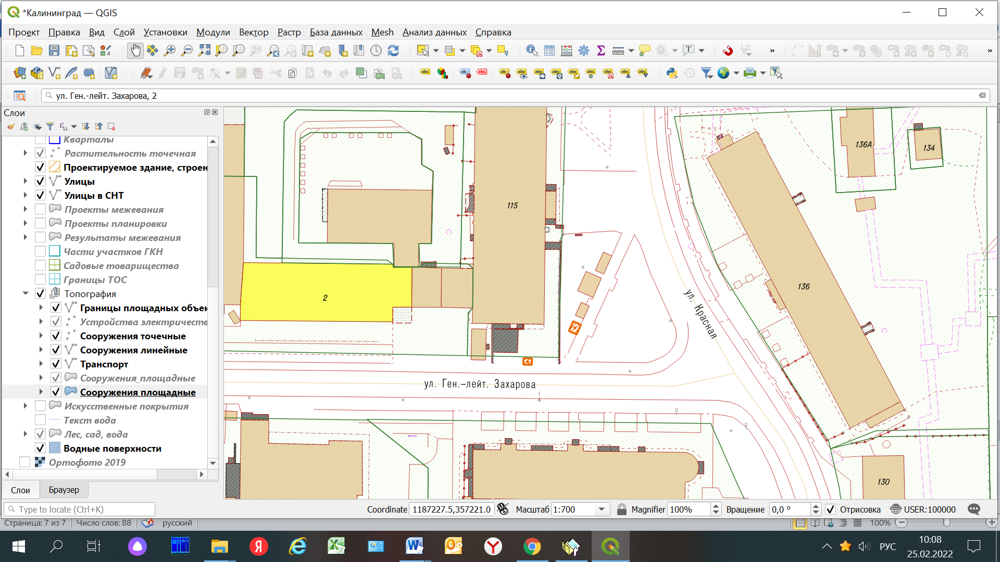 *Калининград — QGIS
Проект Правка Вид Слой Установки Модули Вектор Растр База данных Mesh Анализ данных Справка
ул. Ген.-лейт. Захарова, 2
Слои
Кварталы
Растительность точечная
Проектируемое здание, строен
Улицы
Улицы в СНТ
Проекты межевания
Проекты планировки
Результаты межевания
Части участков ГКН
Садовые товарищества
Границы ТОС
Топография
Границы площадных объек
Устройства электричеств
Сооружения точечные
Сооружения линейные
Транспорт
Сооружения_площадные
Сооружения площадные
Искусственные покрытия
Текст вода
Лес, сад, вода
Водные поверхности
Ортофото 2019
Слои Браузер
136А
134
115
2
136
ул. Красная
ул. Ген.-лейт. Захарова
130
Type to locate (Ctrl+K)
Coordinate 1187227.5,357221.0 Масштаб 1:700 Magnifier 100% Вращение 0,0 ° Отрисовка USER:100000
Страница: 7 из 7 Число слов: 88 русский 100%
РУС
10:08
25.02.2022